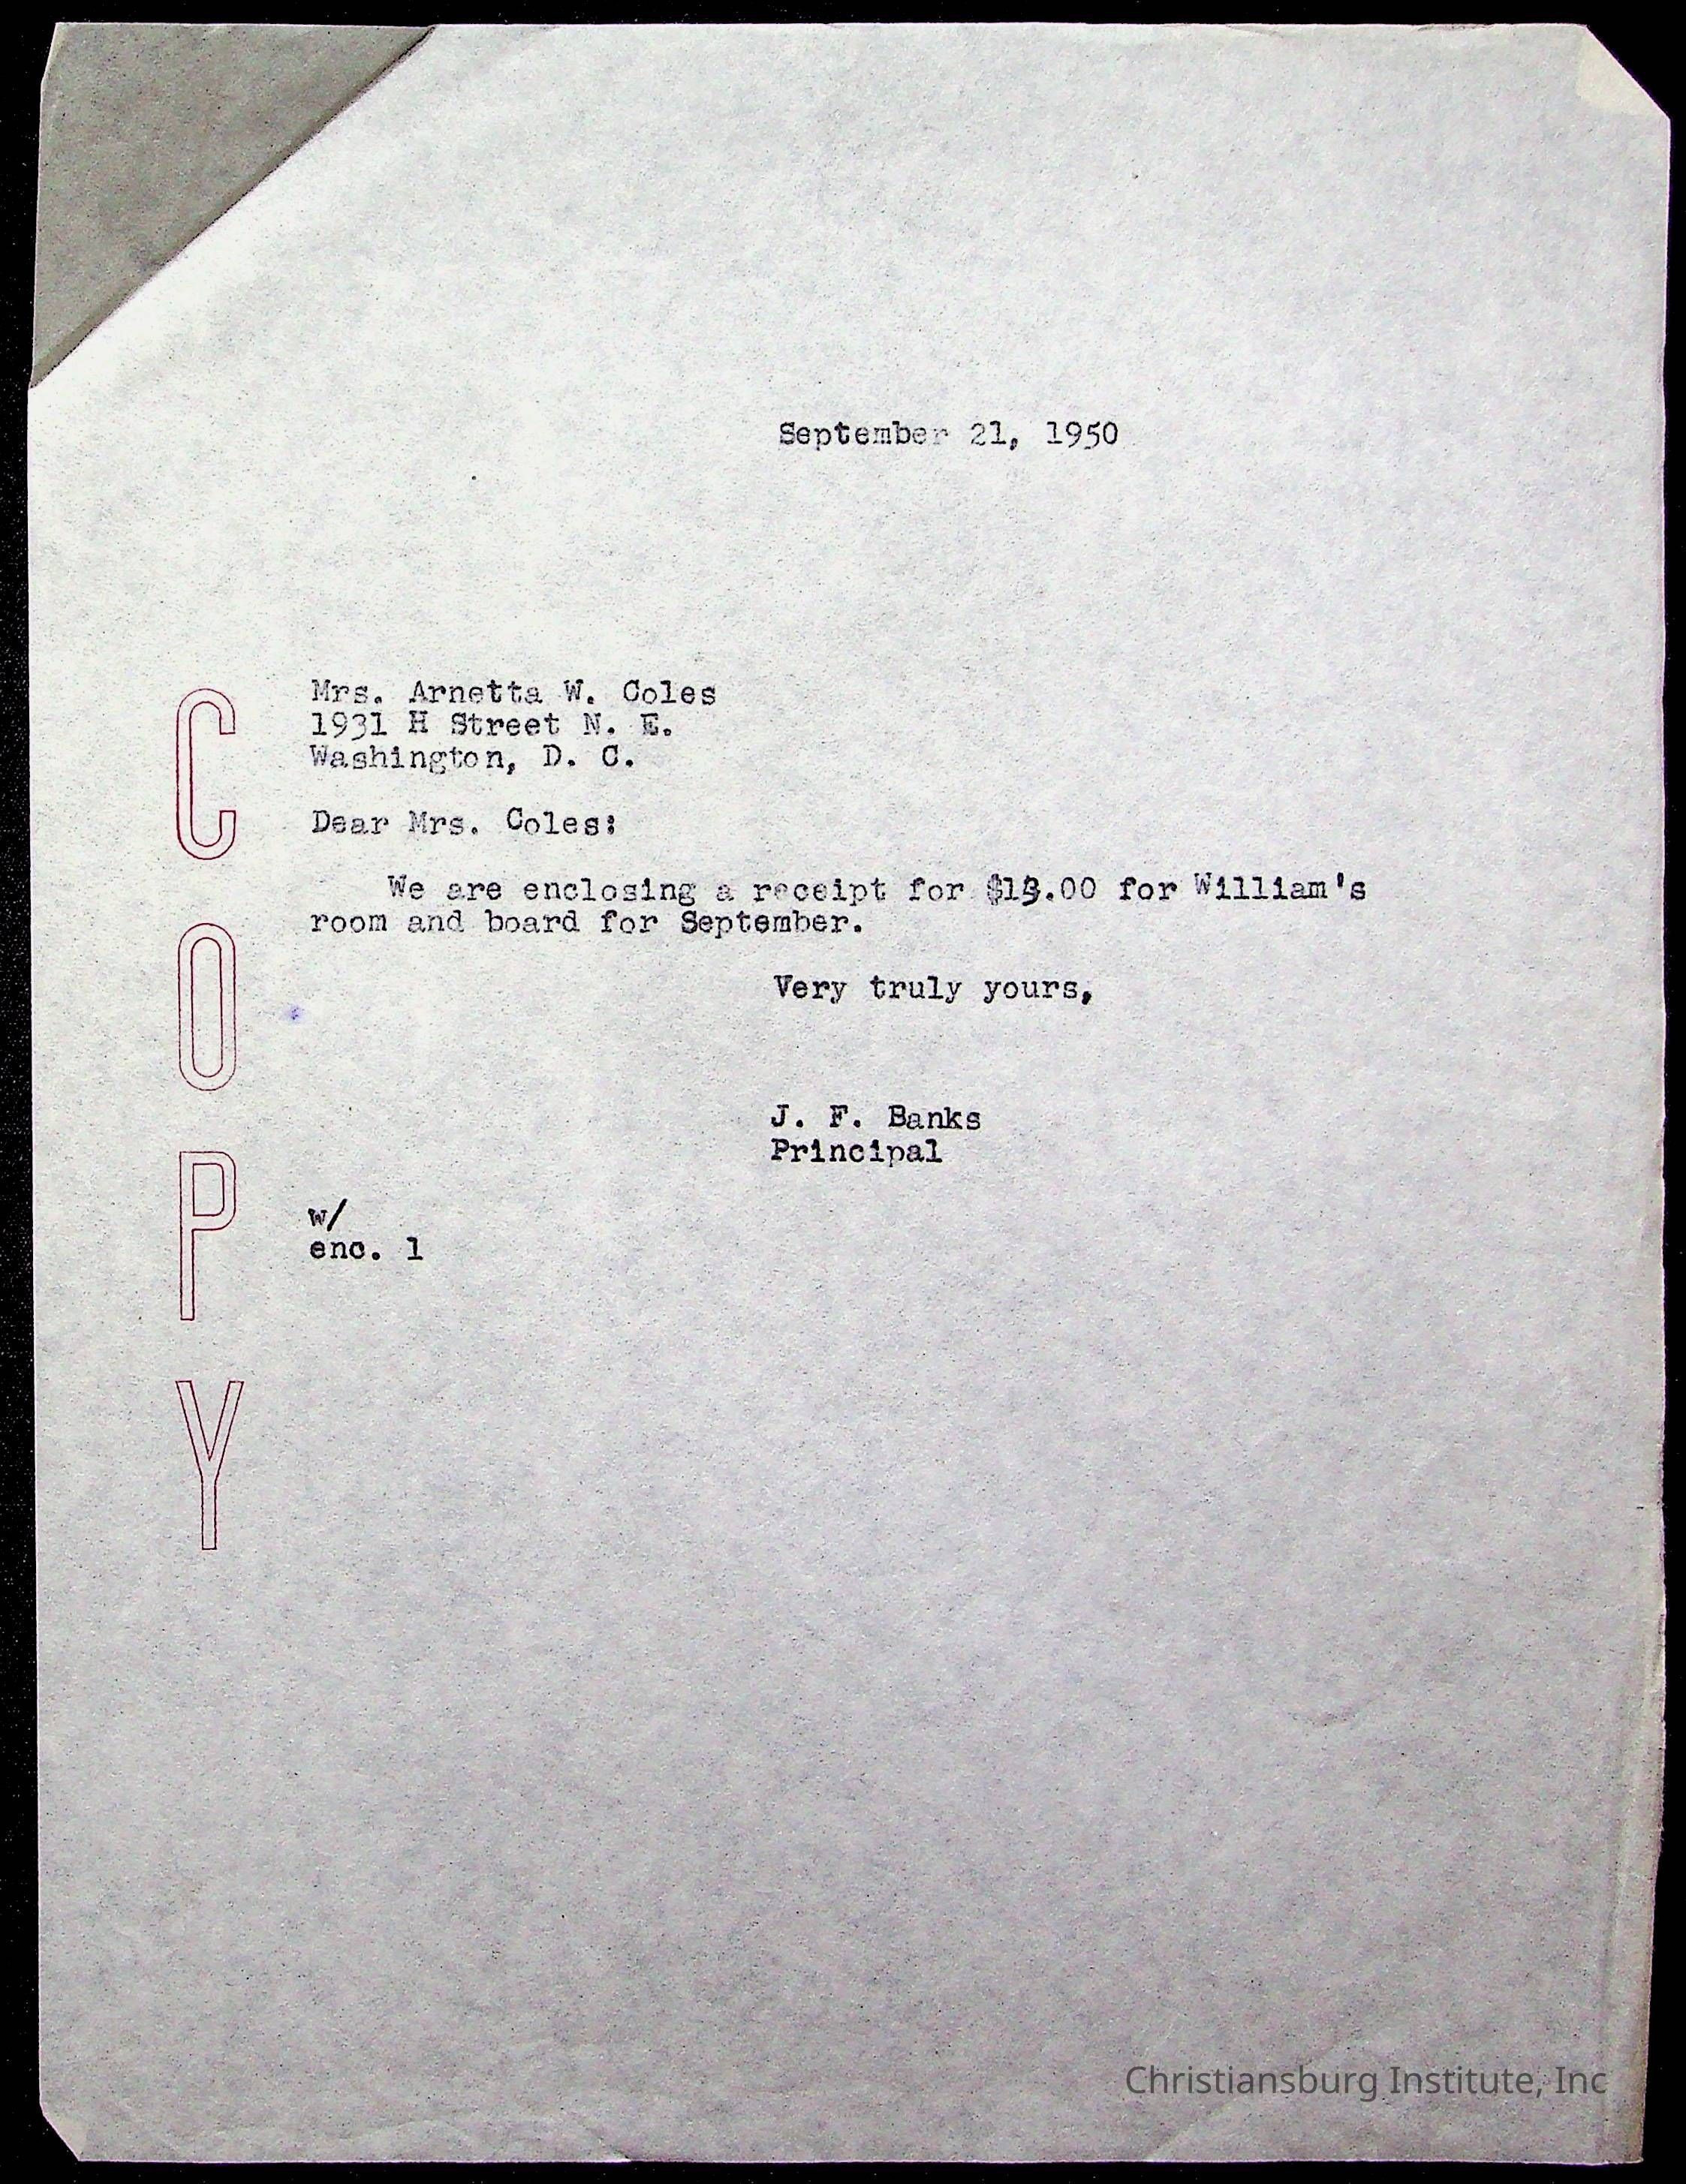 September 21, 1950
COPY
Mrs. Arnetta W. Coles
1931 H Street N. E.
Washington, D. C.
Dear Mrs. Coles:
We are enclosing a receipt for for William's
room and board for September.
Very truly yours,
J. F. Banks
Principal
w/
enc. 1
Christiansburg Institute, Inc